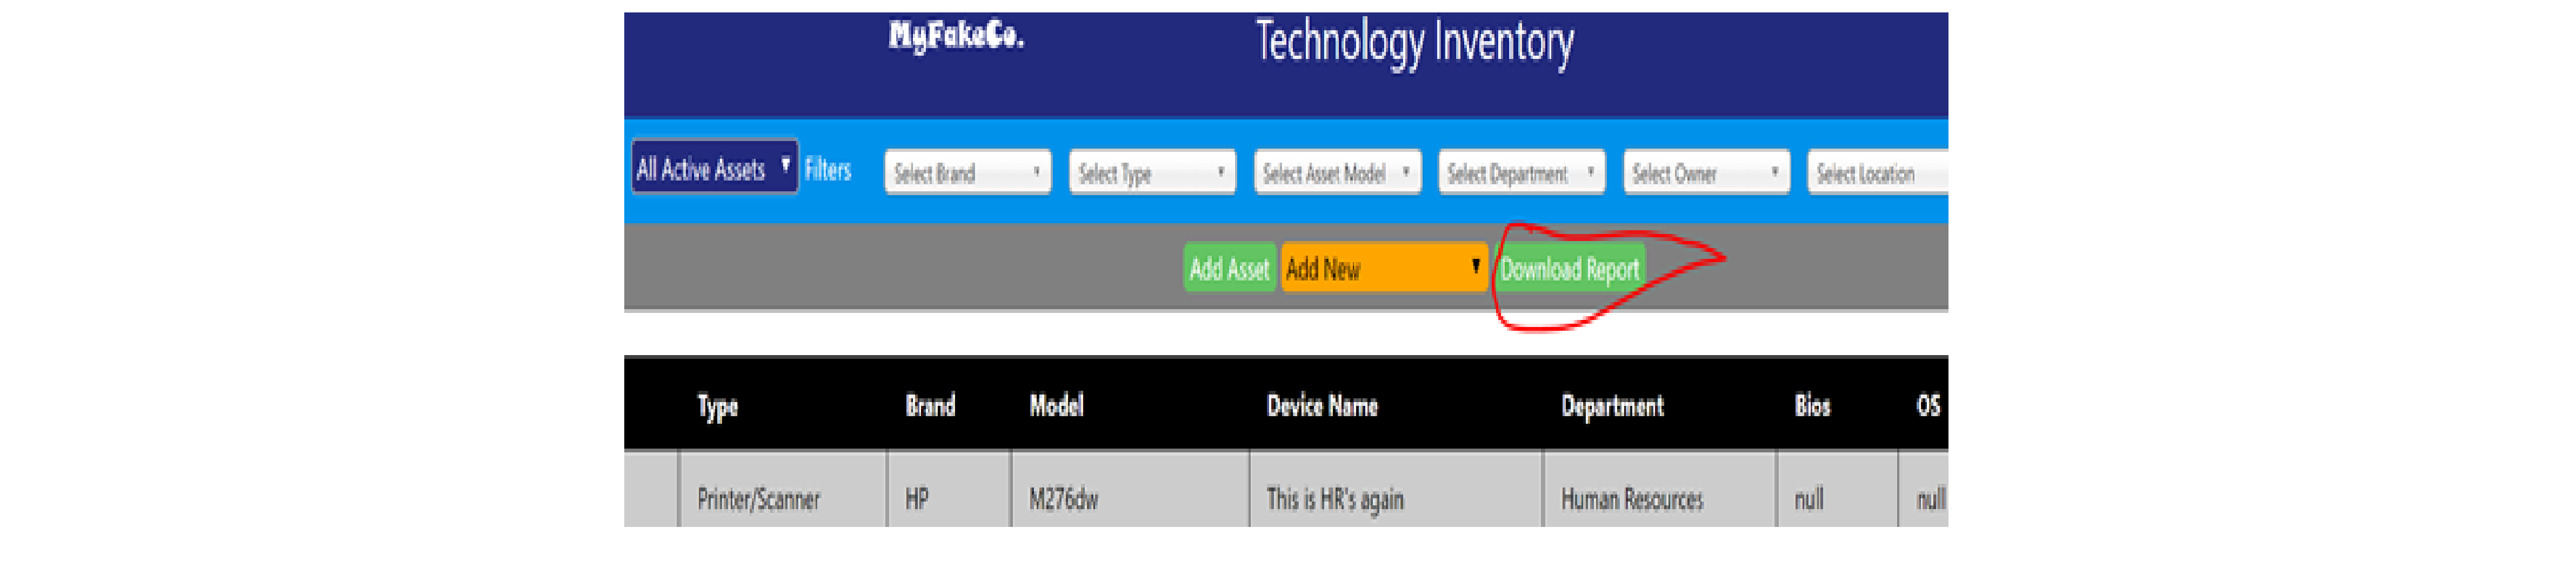 MyFakeCo. Technology Inventory
All Active Assets Filters Select Brand Select Type Select Asset Model Select Department Select Owner Select Location
Add Asset Add New Download Report
Type Brand Model Device Name Department Bios OS
Printer/Scanner HP M276dw This is HR's again Human Resources null null